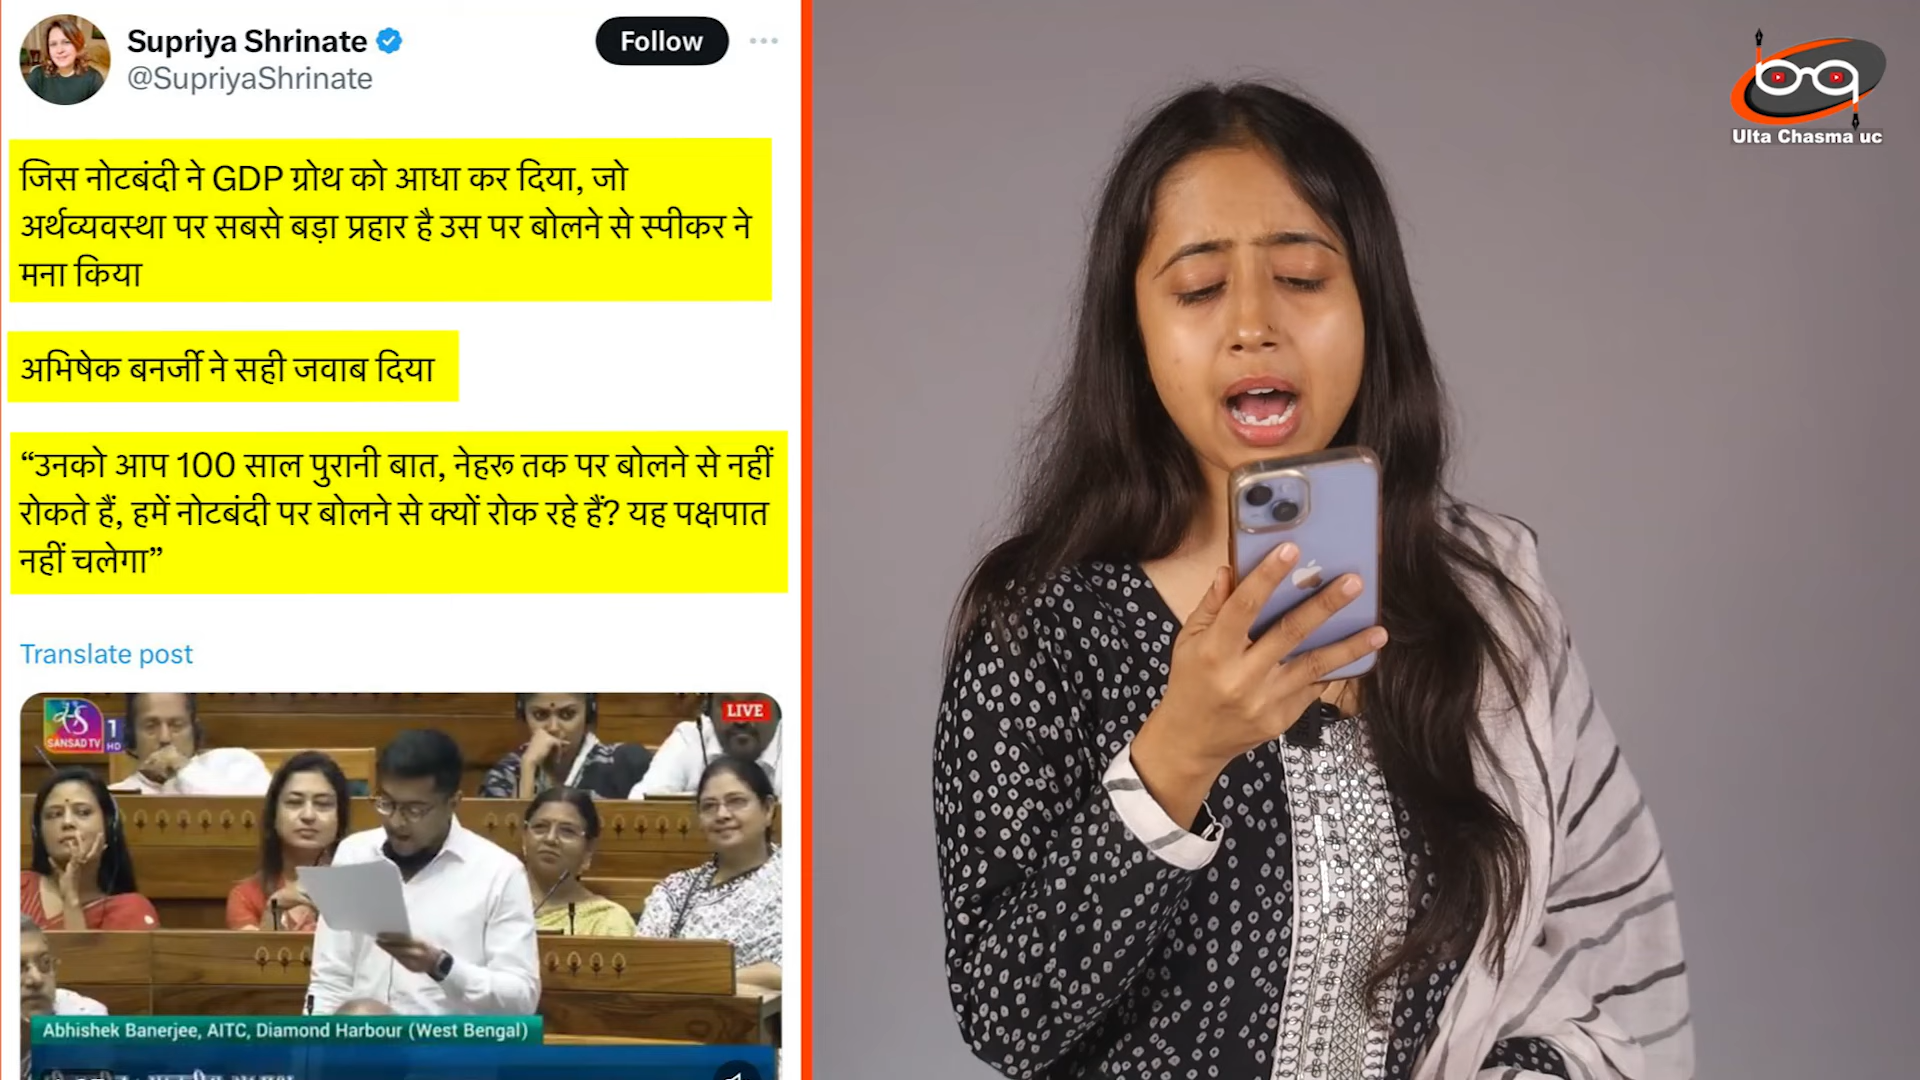 Supriya Shrinate
@SupriyaShrinate
Follow
जिस नोटबंदी ने GDP ग्रोथ को आधा कर दिया, जो
अर्थव्यवस्था पर सबसे बड़ा प्रहार है उस पर बोलने से स्पीकर ने
मना किया
अभिषेक बनर्जी ने सही जवाब दिया
“उनको आप 100 साल पुरानी बात, नेहरू तक पर बोलने से नहीं
रोकते हैं, हमें नोटबंदी पर बोलने से क्यों रोक रहे हैं? यह पक्षपात
नहीं चलेगा”
Translate post
SANSAD TV 1
HD
LIVE
Abhishek Banerjee, AITC, Diamond Harbour (West Bengal)
Ulta Chasma uc